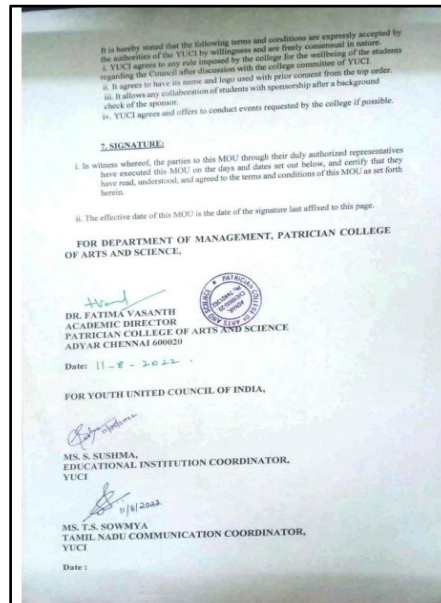 It is hereby stated that the following terms and conditions are expressly accepted by
the authorities of the YUCI by willingness and are freely consensual in nature.
i. YUCI agrees to any rule imposed by the college for the wellbeing of the students
regarding the Council after discussion with the college committee of YUCI.
ii. It agrees to have its name and logo used with prior consent from the top order.
iii. It allows any collaboration of students with sponsorship after a background
check of the sponsor.
iv. YUCI agrees and offers to conduct events requested by the college if possible.
7. SIGNATURE:
i. In witness whereof, the parties to this MOU through their duly authorized representatives
have executed this MOU on the days and dates set out below, and certify that they
have read, understood, and agreed to the terms and conditions of this MOU as set forth
herein.
ii. The effective date of this MOU is the date of the signature last affixed to this page.
FOR DEPARTMENT OF MANAGEMENT, PATRICIAN COLLEGE
OF ARTS AND SCIENCE,
PATRICIAN COLLEGE OF ARTS AND SCIENCE
ADYAR,
CHENNAI-20
DR. FATIMA VASANTH
ACADEMIC DIRECTOR
PATRICIAN COLLEGE OF ARTS AND SCIENCE
ADYAR CHENNAI 600020
Date: 11-8-2022.
FOR YOUTH UNITED COUNCIL OF INDIA,
MS. S. SUSHMA,
EDUCATIONAL INSTITUTION COORDINATOR,
YUCI
11/8/2022
MS. T.S. SOWMYA
TAMIL NADU COMMUNICATION COORDINATOR,
YUCI
Date :